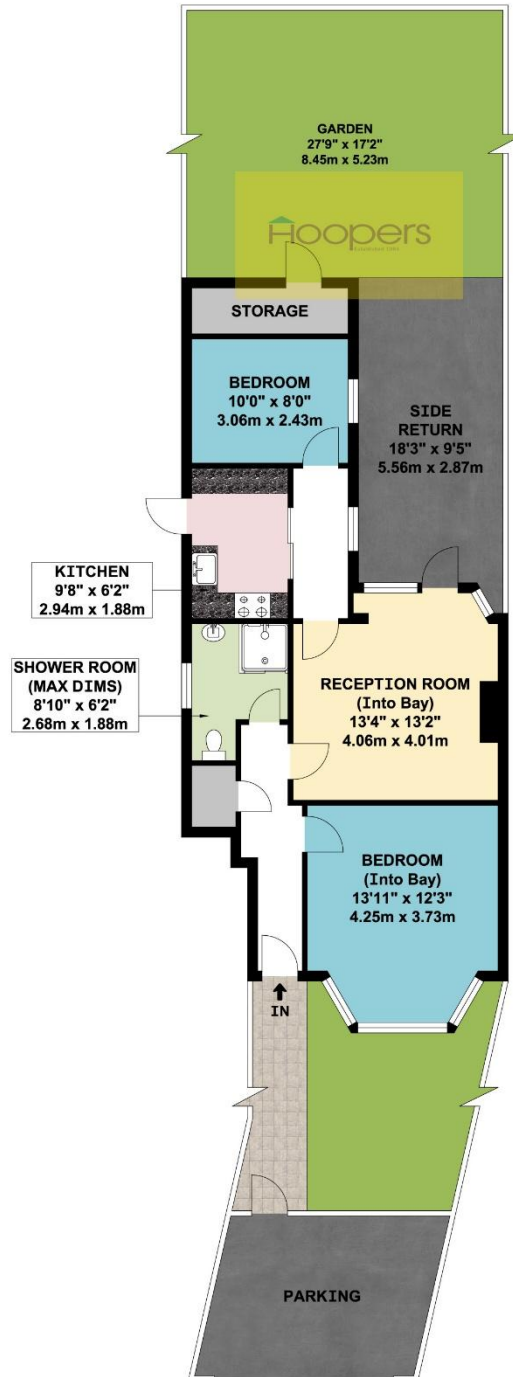 GARDEN
27'9" x 17'2"
8.45m x 5.23m
Hoopers
STORAGE
BEDROOM
10'0" x 8'0"
3.06m x 2.43m
SIDE
RETURN
18'3" x 9'5"
5.56m x 2.87m
KITCHEN
9'8" x 6'2"
2.94m x 1.88m
SHOWER ROOM
(MAX DIMS)
8'10" x 6'2"
2.68m x 1.88m
RECEPTION ROOM
(Into Bay)
13'4" x 13'2"
4.06m x 4.01m
BEDROOM
(Into Bay)
13'11" x 12'3"
4.25m x 3.73m
IN
PARKING